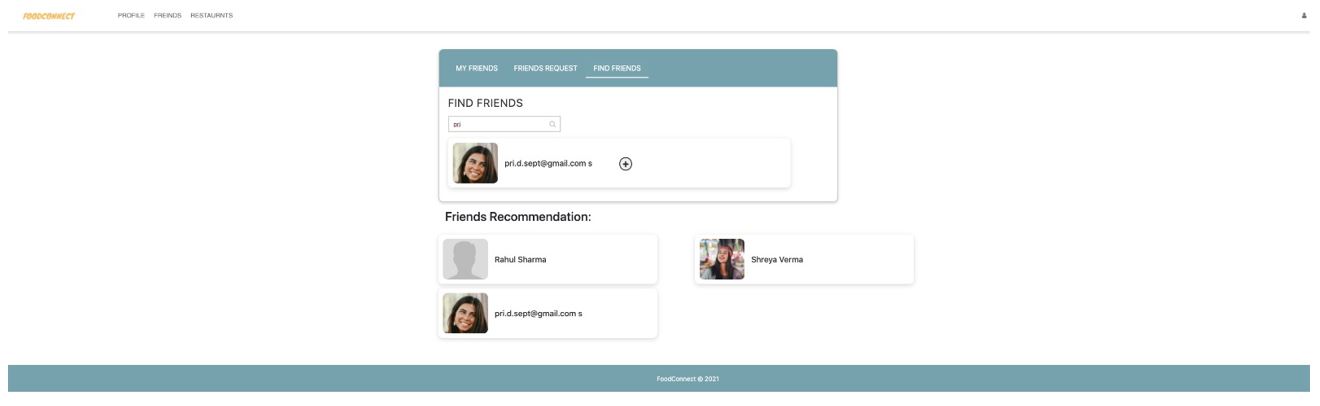 FOODCONNECT PROFILE FREINDS RESTAURNTS
MY FRIENDS FRIENDS REQUEST FIND FRIENDS
FIND FRIENDS
pri
pri.d.sept@gmail.com s
Friends Recommendation:
Rahul Sharma Shreya Verma
pri.d.sept@gmail.com s
FoodConnect © 2021